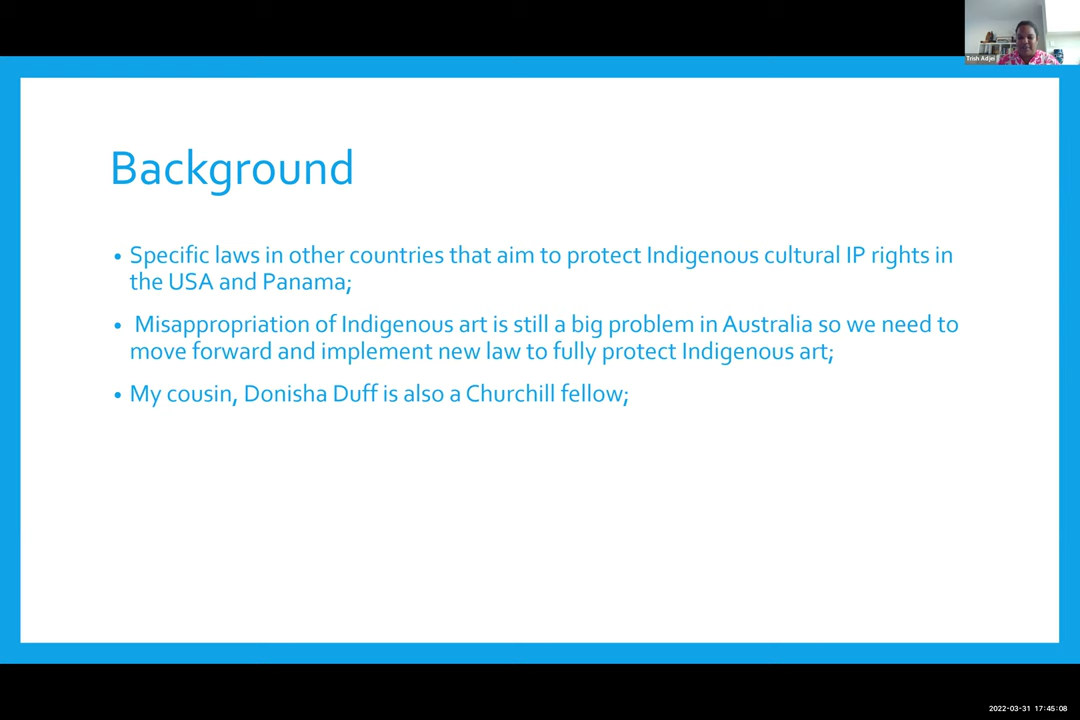 Trish Adjei
Background
• Specific laws in other countries that aim to protect Indigenous cultural IP rights in
the USA and Panama;
• Misappropriation of Indigenous art is still a big problem in Australia so we need to
move forward and implement new law to fully protect Indigenous art;
• My cousin, Donisha Duff is also a Churchill fellow;
2022-03-31 17:45:08